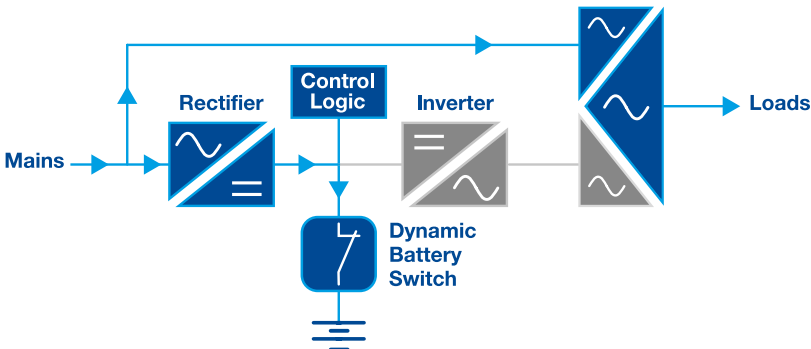 Control
Logic
Rectifier
Inverter
Loads
Mains
Dynamic
Battery
Switch